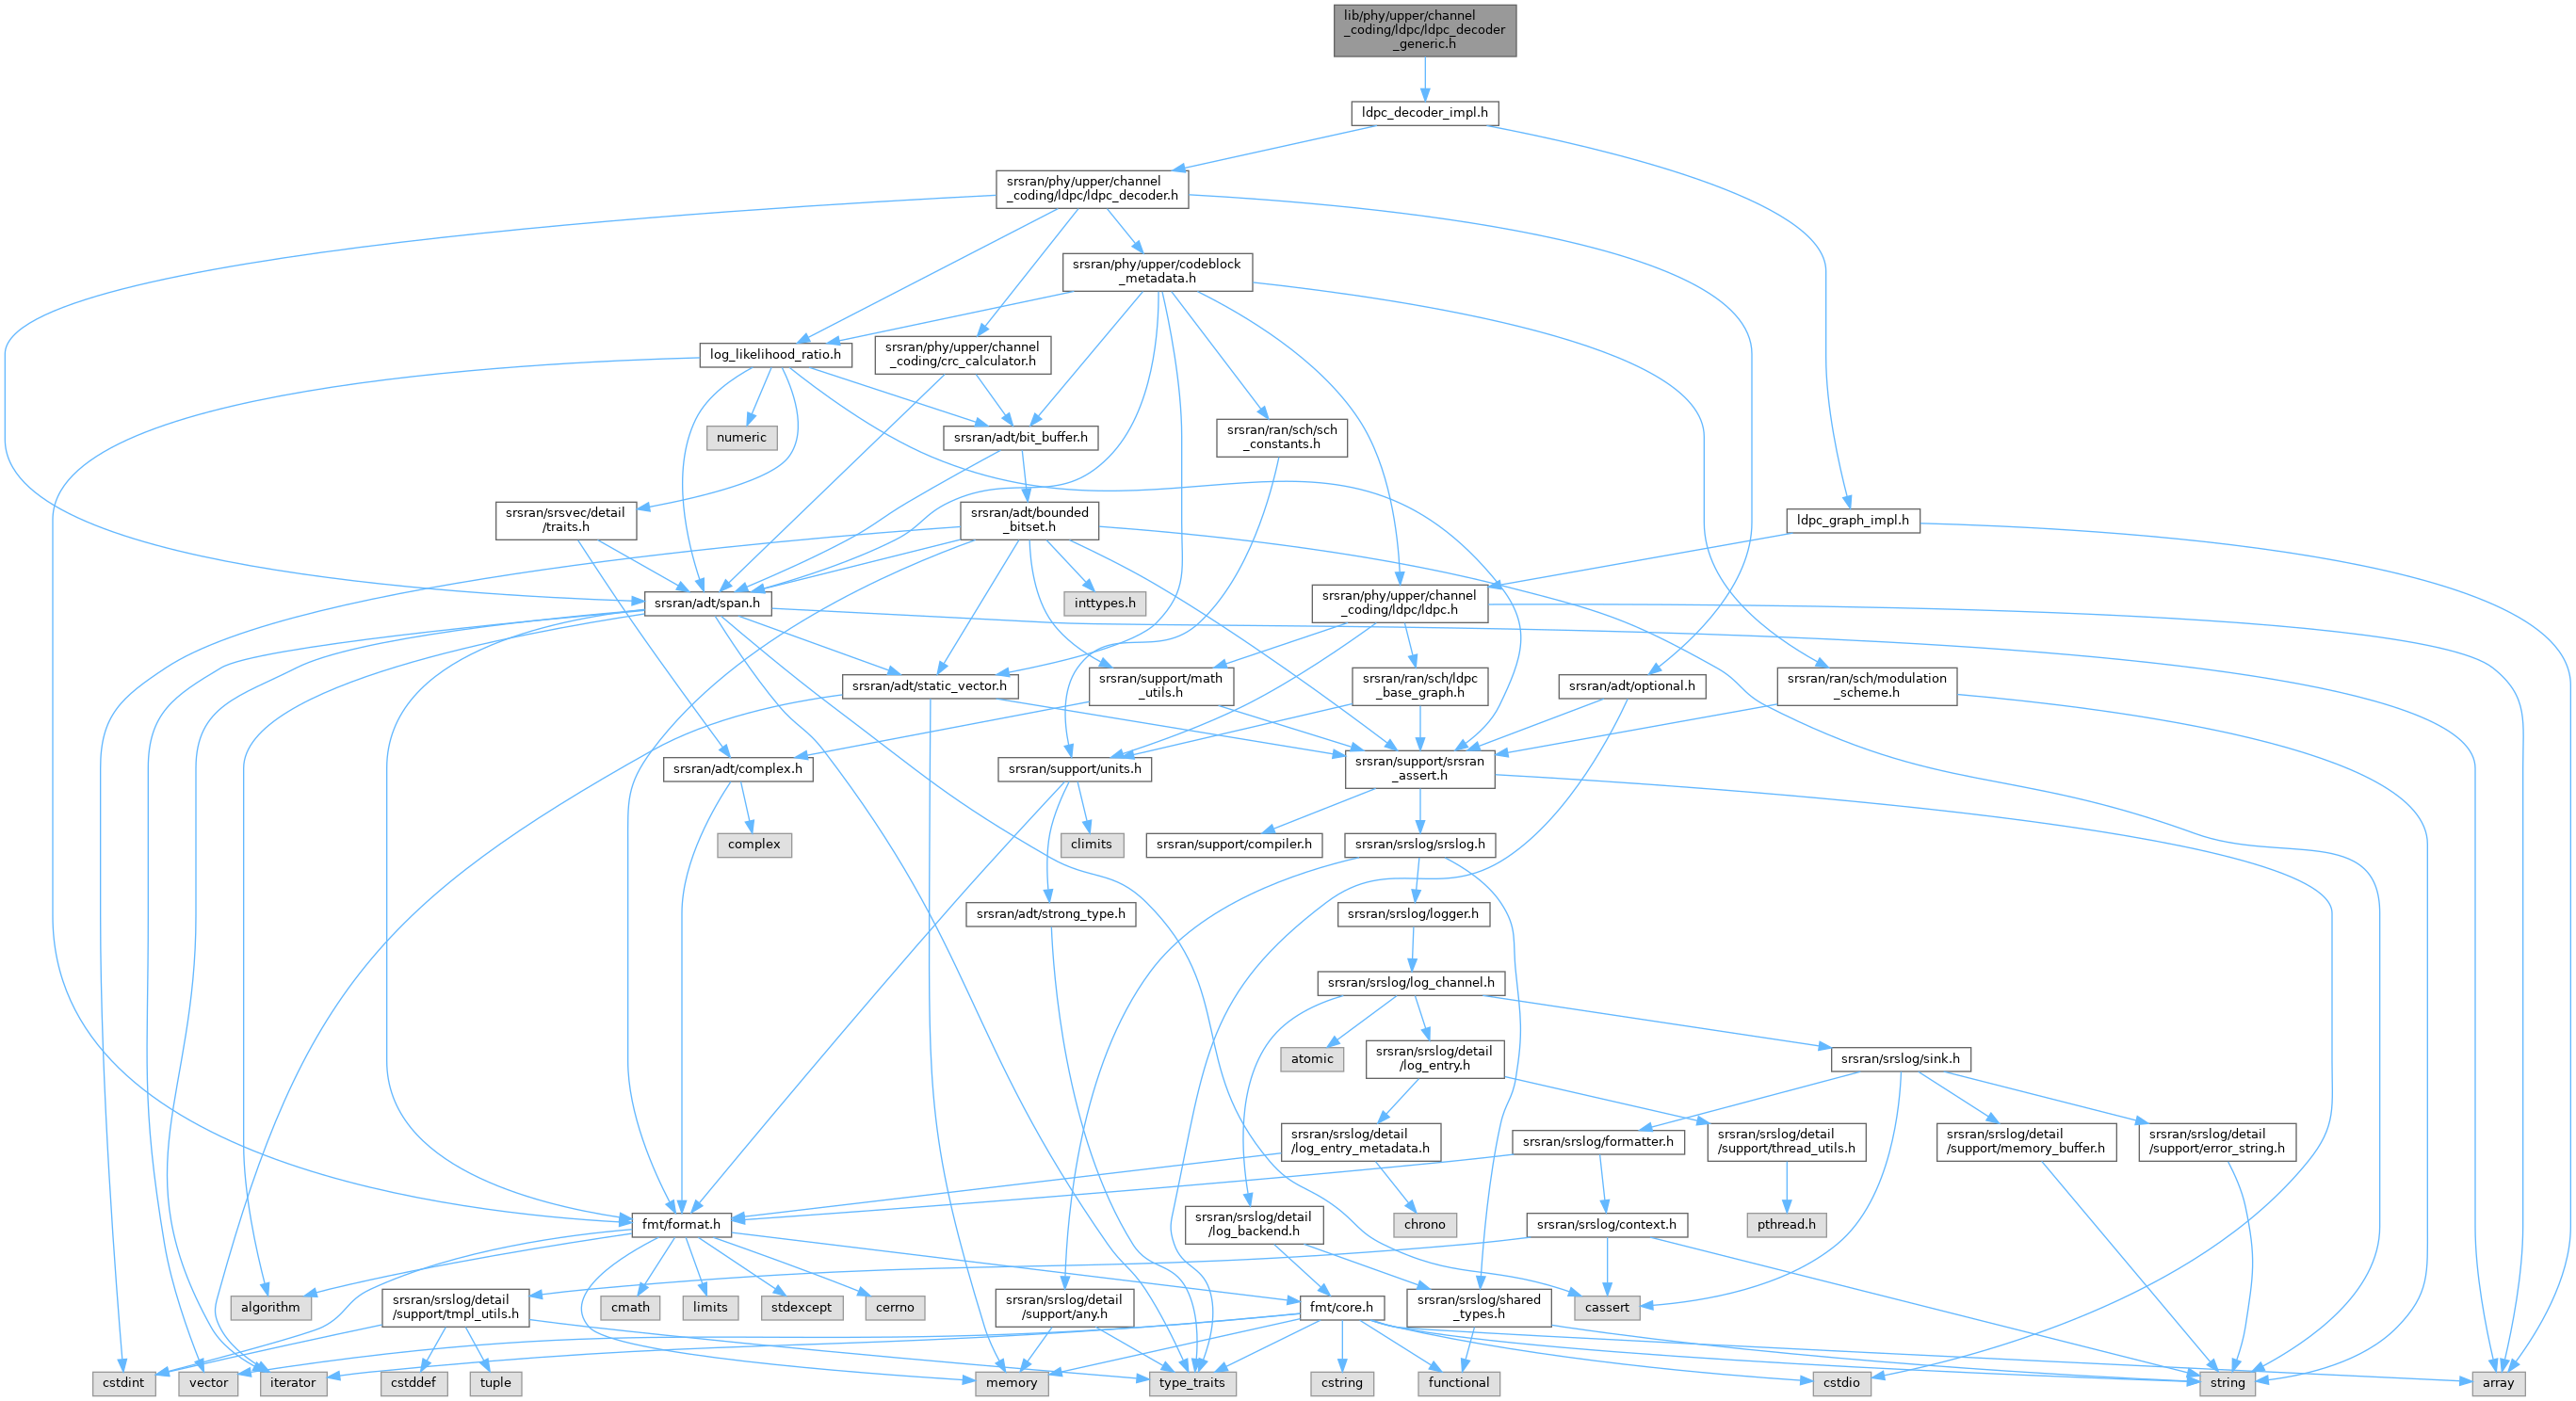 lib/phy/upper/channel
_coding/ldpc/ldpc_decoder
_generic.h
ldpc_decoder_impl.h
srsran/phy/upper/channel
_coding/ldpc/ldpc_decoder.h
srsran/phy/upper/codeblock
_metadata.h
log_likelihood_ratio.h
srsran/phy/upper/channel
_coding/crc_calculator.h
numeric
srsran/adt/bit_buffer.h
srsran/ran/sch/sch
_constants.h
srsran/srsvec/detail
/traits.h
srsran/adt/bounded
_bitset.h
ldpc_graph_impl.h
srsran/adt/span.h
inttypes.h
srsran/phy/upper/channel
_coding/ldpc/ldpc.h
srsran/adt/static_vector.h
srsran/support/math
_utils.h
srsran/ran/sch/ldpc
_base_graph.h
srsran/adt/optional.h
srsran/ran/sch/modulation
_scheme.h
srsran/adt/complex.h
srsran/support/units.h
srsran/support/srsran
_assert.h
complex
climits
srsran/support/compiler.h
srsran/srslog/srslog.h
srsran/adt/strong_type.h
srsran/srslog/logger.h
srsran/srslog/log_channel.h
atomic
srsran/srslog/detail
/log_entry.h
srsran/srslog/sink.h
srsran/srslog/detail
/log_entry_metadata.h
srsran/srslog/formatter.h
srsran/srslog/detail
/support/thread_utils.h
srsran/srslog/detail
/support/memory_buffer.h
srsran/srslog/detail
/support/error_string.h
fmt/format.h
srsran/srslog/detail
/log_backend.h
chrono
srsran/srslog/context.h
pthread.h
algorithm
srsran/srslog/detail
/support/tmpl_utils.h
cmath
limits
stdexcept
cerrno
srsran/srslog/detail
/support/any.h
fmt/core.h
srsran/srslog/shared
_types.h
cassert
cstdint
vector
iterator
cstddef
tuple
memory
type_traits
cstring
functional
cstdio
string
array